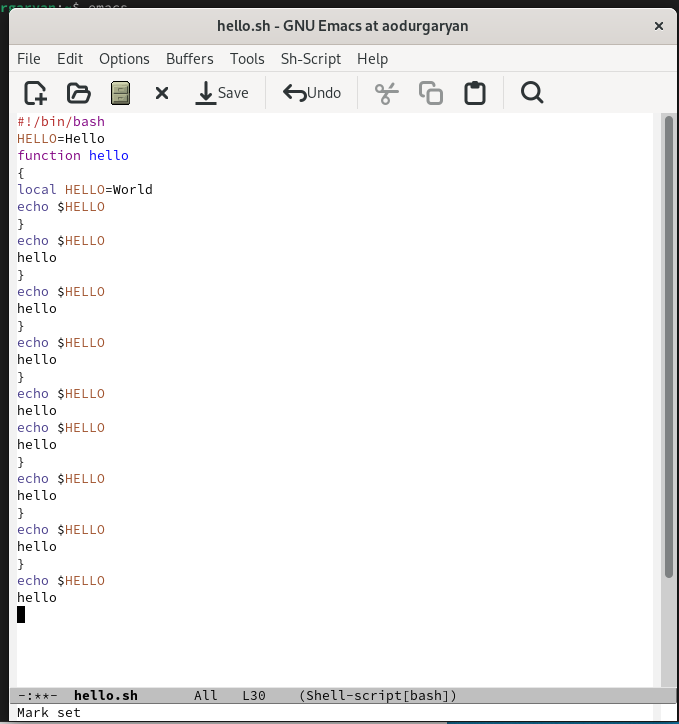 hello.sh - GNU Emacs at aodurgaryan ×
File Edit Options Buffers Tools Sh-Script Help
Save Undo
#!/bin/bash
HELLO=Hello
function hello
{
local HELLO=World
echo $HELLO
}
echo $HELLO
hello
}
echo $HELLO
hello
}
echo $HELLO
hello
}
echo $HELLO
hello
echo $HELLO
hello
}
echo $HELLO
hello
}
echo $HELLO
hello
}
echo $HELLO
hello
-:**- hello.sh All L30 (Shell-script[bash])
Mark set